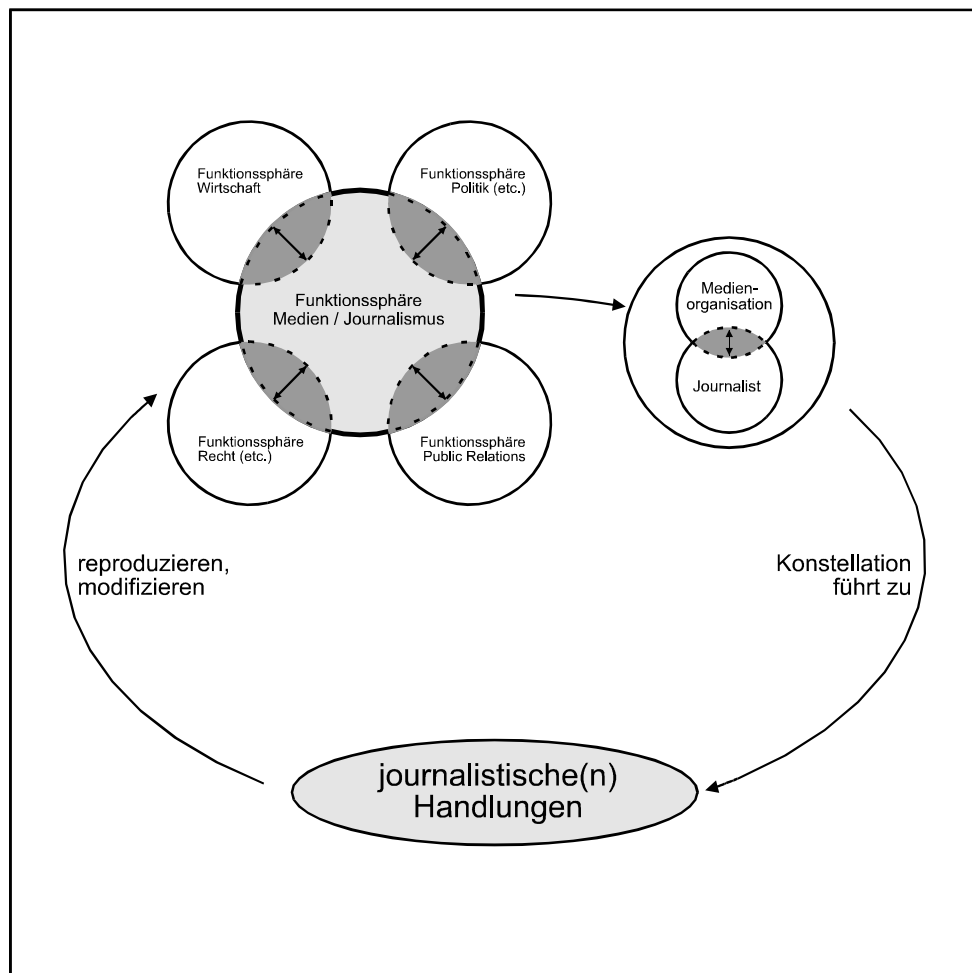 Funktionssphäre
Wirtschaft
Funktionssphäre
Politik (etc.)
Funktionssphäre
Medien / Journalismus
Medien-
organisation
Journalist
Funktionssphäre
Recht (etc.)
Funktionssphäre
Public Relations
reproduzieren,
modifizieren
Konstellation
führt zu
journalistische(n)
Handlungen